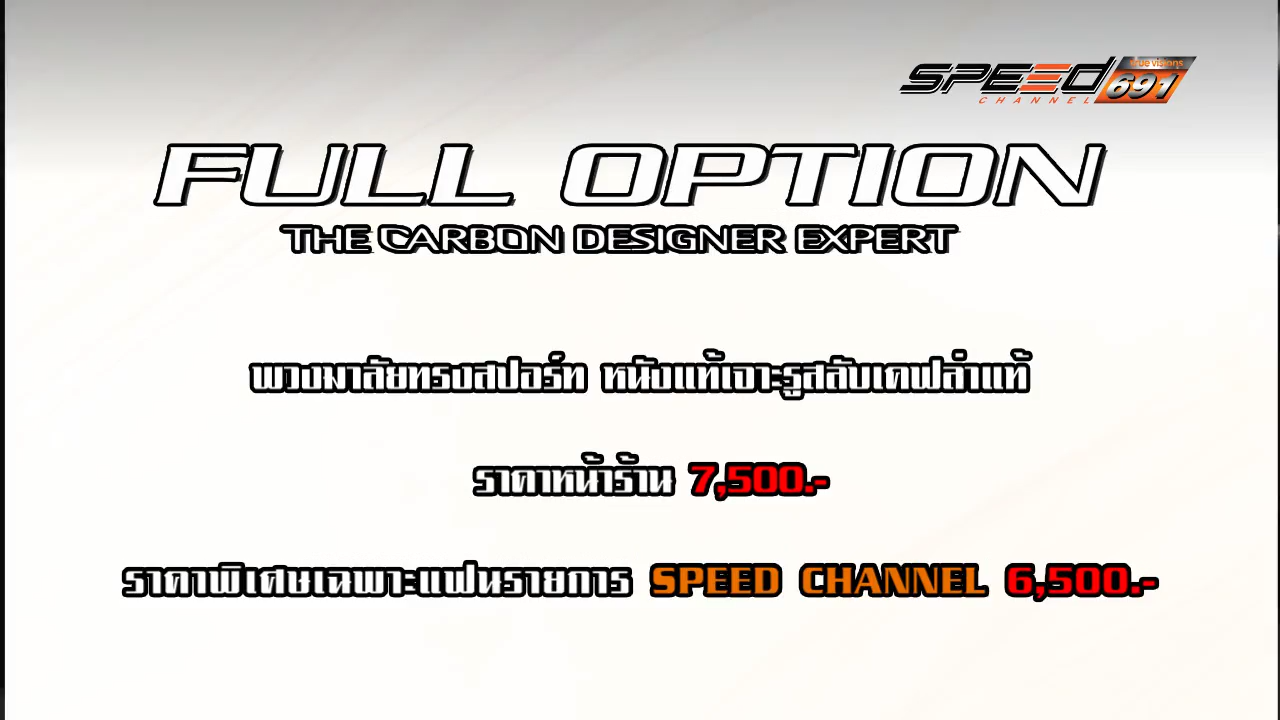 SPEED
true visions
691
CHANNEL
FULL OPTION
THE CARBON DESIGNER EXPERT
พวงมาลัยทรงสปอร์ท หนังแท้เจาะรูสลับเคฟล่าแท้
ราคาหน้าร้าน 7,500.-
ราคาพิเศษเฉพาะแฟนรายการ SPEED CHANNEL 6,500.-